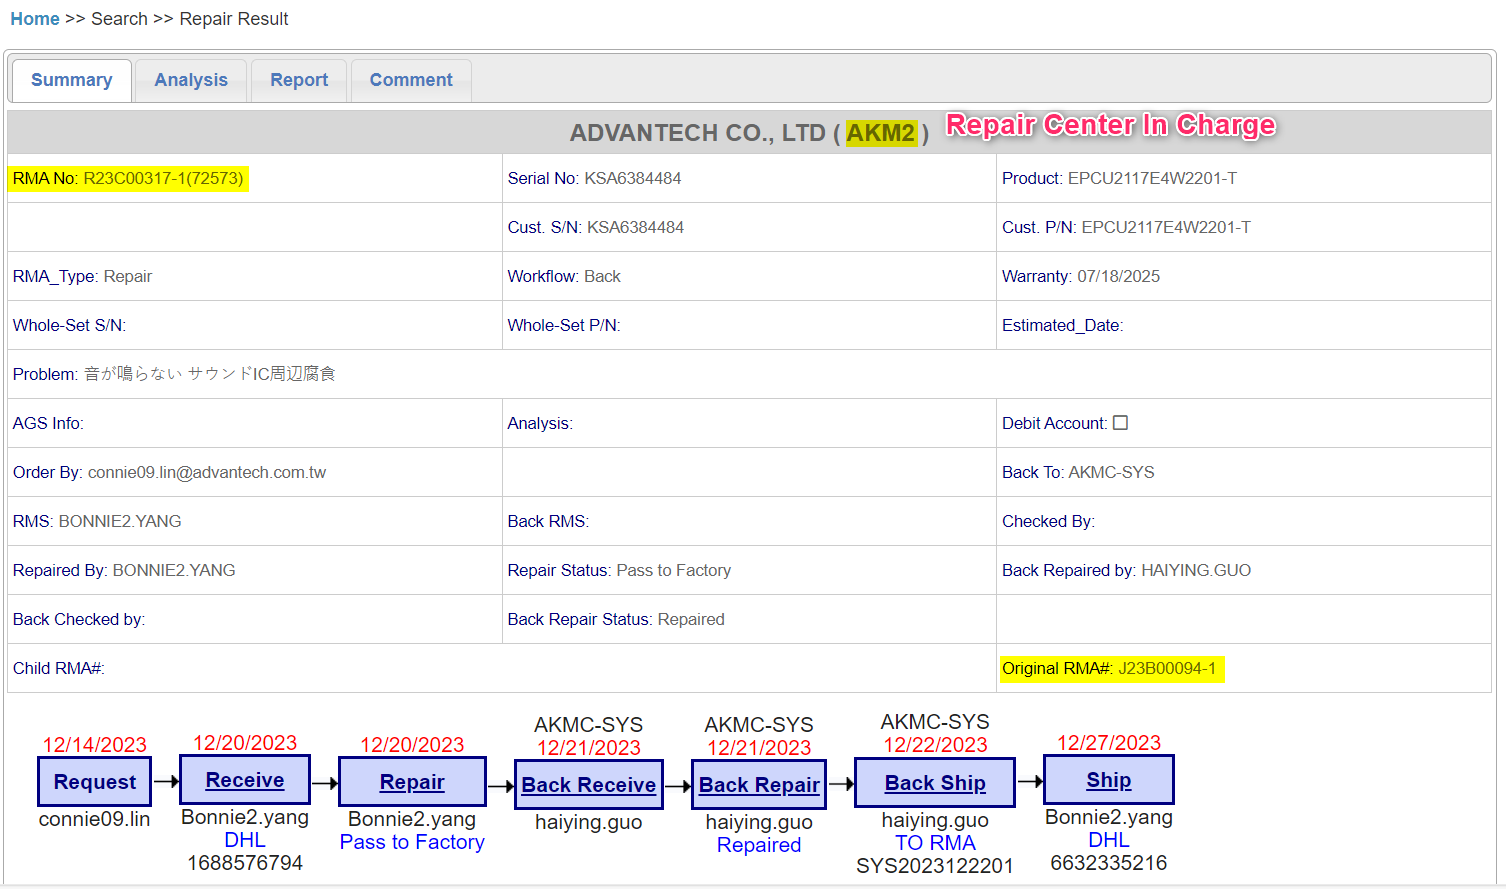 Home >> Search >> Repair Result
Summary Analysis Report Comment
ADVANTECH CO., LTD ( AKM2 ) Repair Center In Charge
RMA No: R23C00317-1(72573) Serial No: KSA6384484 Product: EPCU2117E4W2201-T
Cust. S/N: KSA6384484 Cust. P/N: EPCU2117E4W2201-T
RMA_Type: Repair Workflow: Back Warranty: 07/18/2025
Whole-Set S/N: Whole-Set P/N: Estimated_Date:
Problem: 音が鳴らない サウンドIC周辺腐食
AGS Info: Analysis: Debit Account:
Order By: connie09.lin@advantech.com.tw Back To: AKMC-SYS
RMS: BONNIE2.YANG Back RMS: Checked By:
Repaired By: BONNIE2.YANG Repair Status: Pass to Factory Back Repaired by: HAIYING.GUO
Back Checked by: Back Repair Status: Repaired
Child RMA#: Original RMA#: J23B00094-1
AKMC-SYS AKMC-SYS AKMC-SYS
12/14/2023 12/20/2023 12/20/2023 12/21/2023 12/21/2023 12/22/2023 12/27/2023
Request Receive Repair Back Receive Back Repair Back Ship Ship
connie09.lin Bonnie2.yang Bonnie2.yang haiying.guo haiying.guo haiying.guo Bonnie2.yang
DHL Pass to Factory Repaired TO RMA DHL
1688576794 SYS2023122201 6632335216